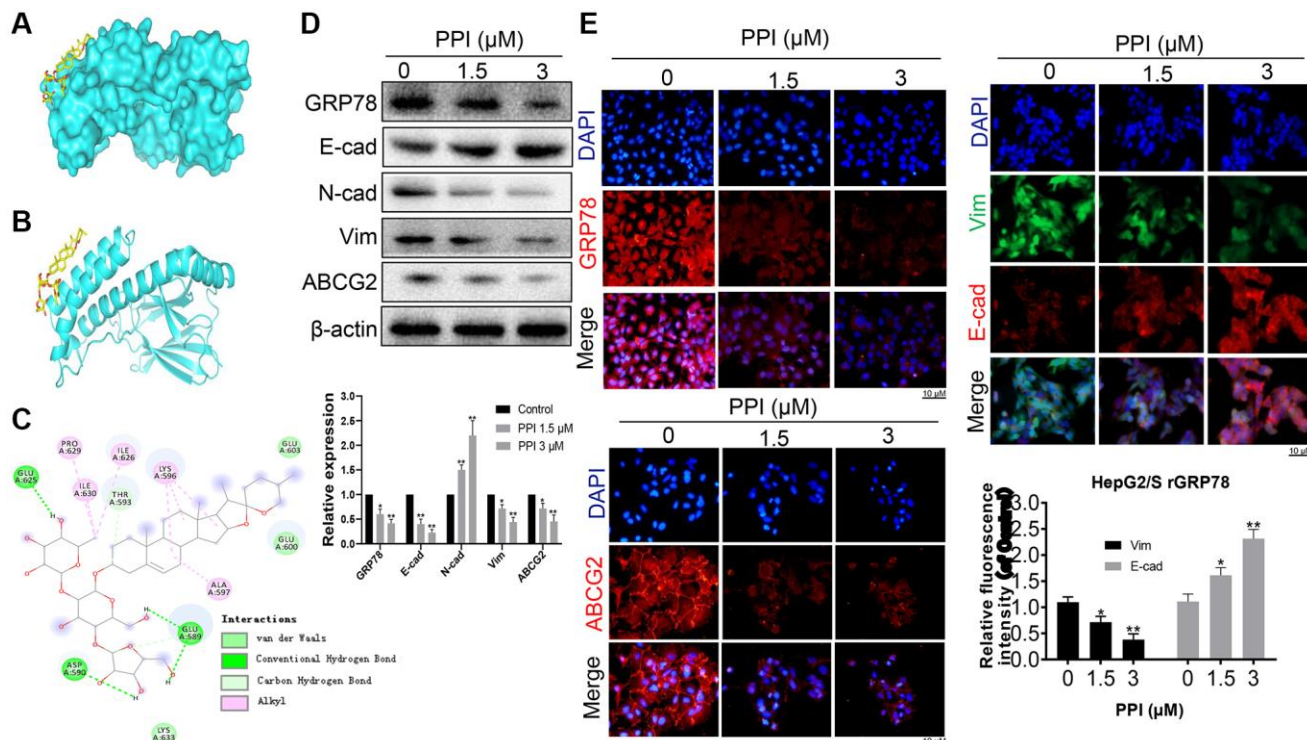 A
B
C
PRO
A:629
ILE
A:626
GLU
A:603
GLU
A:625
LYS
A:596
ILE
A:630
THR
A:593
GLU
A:600
ALA
A:597
H
H
GLU
A:589
ASP
A:590
H
H
LYS
A:633
Interactions
van der Waals
Conventional Hydrogen Bond
Carbon Hydrogen Bond
Alkyl
D
PPI (µM)
0 1.5 3
GRP78
E-cad
N-cad
Vim
ABCG2
β-actin
Relative expression
3.0
2.5
2.0
1.5
1.0
0.5
0.0
Control
PPI 1.5 µM
PPI 3 µM
* ** ** ** ** ** * ** * **
GRP78 E-cad N-cad Vim ABCG2
E
PPI (µM)
0 1.5 3
DAPI
GRP78
Merge
10 µM
PPI (µM)
0 1.5 3
DAPI
ABCG2
Merge
PPI (µM)
0 1.5 3
DAPI
Vim
E-cad
Merge
10 µM
HepG2/S rGRP78
Relative fluorescence
intensity
3.0
2.5
2.0
1.5
1.0
0.5
0.0
Vim
E-cad
* ** * **
0 1.5 3 0 1.5 3
PPI (µM)